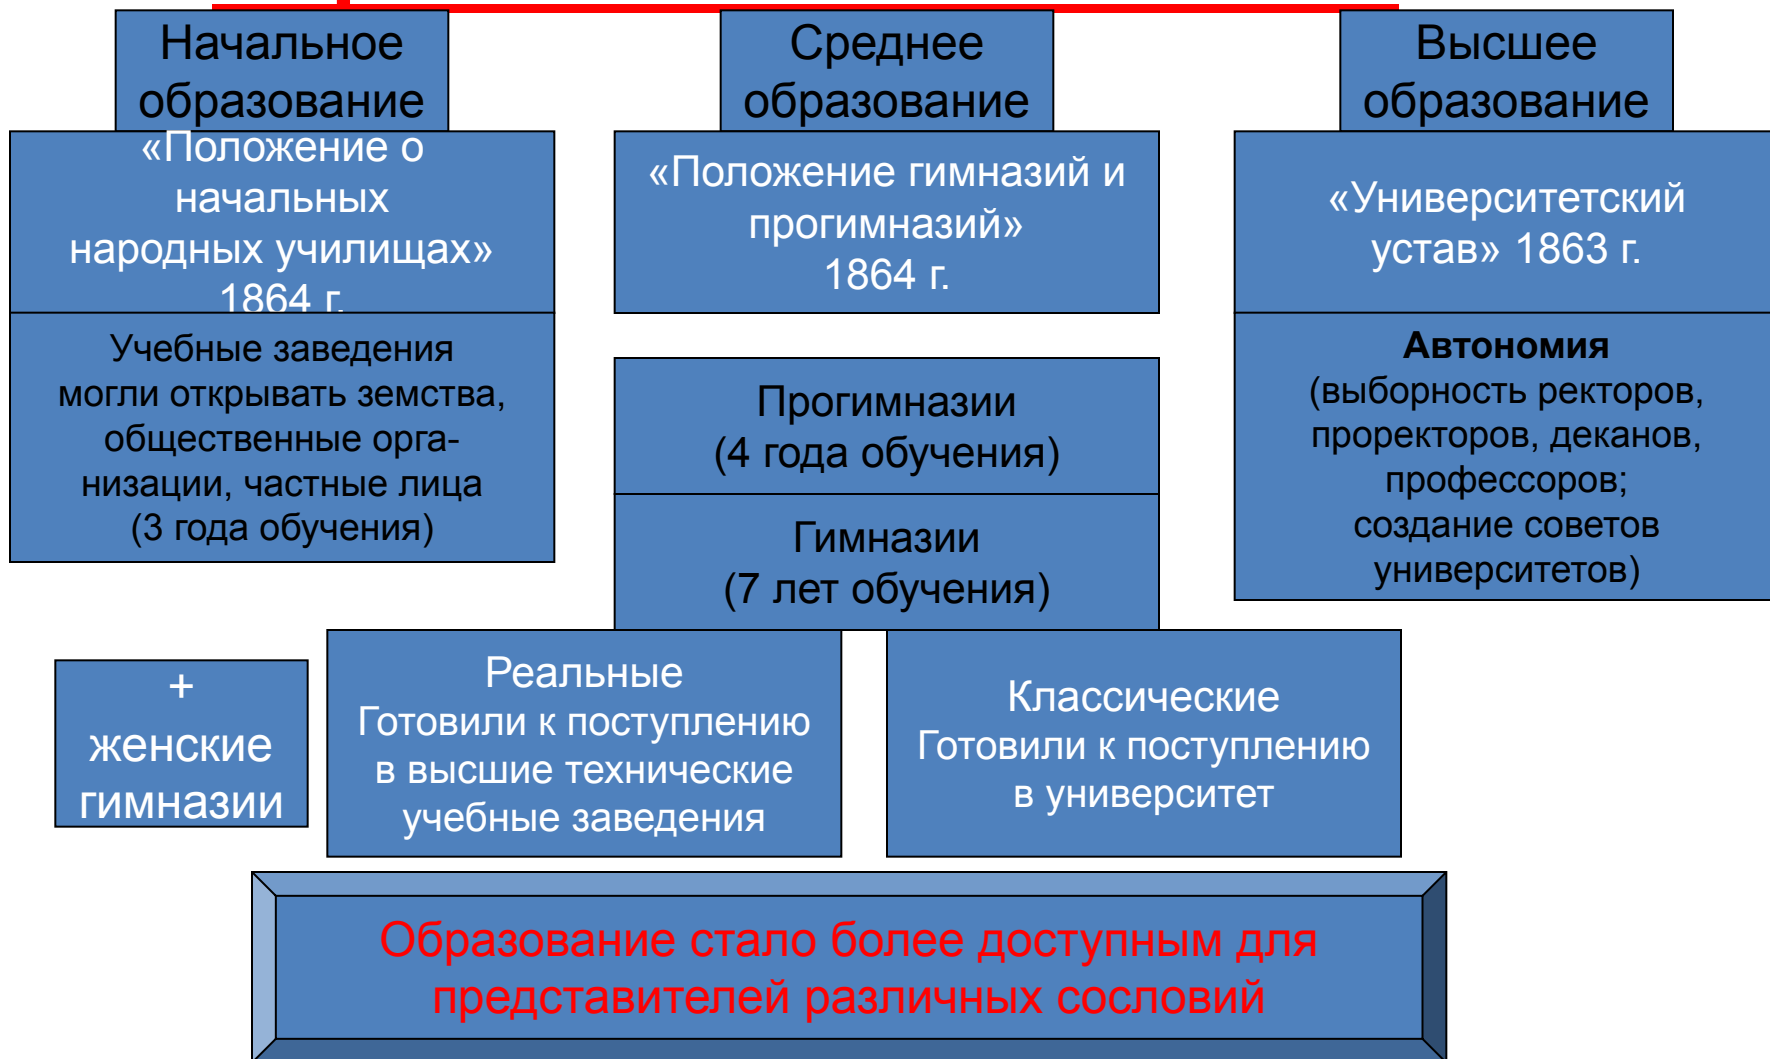 Начальное
образование
«Положение о
начальных
народных училищах»
1864 г.
Учебные заведения
могли открывать земства,
общественные орга-
низации, частные лица
(3 года обучения)
Среднее
образование
«Положение гимназий и
прогимназий»
1864 г.
Прогимназии
(4 года обучения)
Гимназии
(7 лет обучения)
Высшее
образование
«Университетский
устав» 1863 г.
Автономия
(выборность ректоров,
проректоров, деканов,
профессоров;
создание советов
университетов)
+
женские
гимназии
Реальные
Готовили к поступлению
в высшие технические
учебные заведения
Классические
Готовили к поступлению
в университет
Образование стало более доступным для
представителей различных сословий